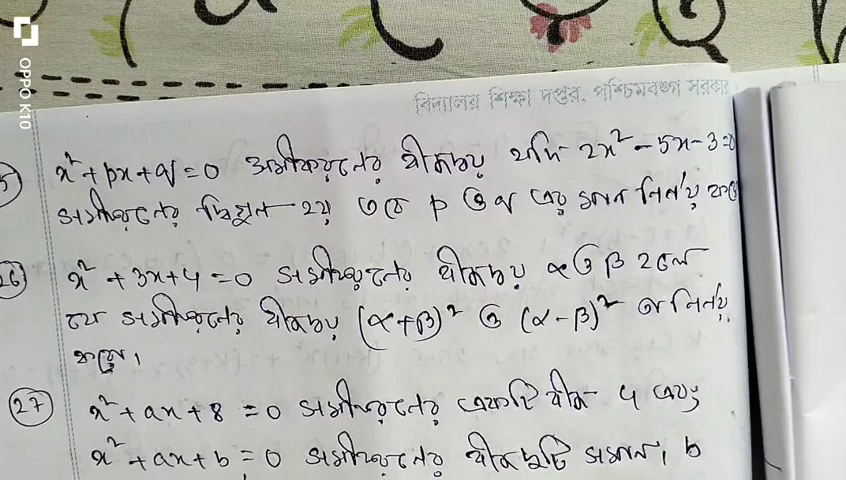 OPPO K10
বিদ্যালয় শিক্ষা দপ্তর, পশ্চিমবঙ্গ সরকার
x² + px + q = 0 সমীকরণের বীজদ্বয় যদি 2x² - 5x - 3 = 0
সমীকরণের দ্বিগুন হয় তবে p ও q এর মান নির্ণয় করো
26 x² + 3x + 4 = 0 সমীকরণের বীজদ্বয় α ও β হলে
যে সমীকরণের বীজদ্বয় (α+β)² ও (α-β)² তা নির্ণয়
করো।
27 x² + ax + 8 = 0 সমীকরণের একটি বীজ 4 এবং
x² + ax + b = 0 সমীকরণের বীজ দুটি সমান, b